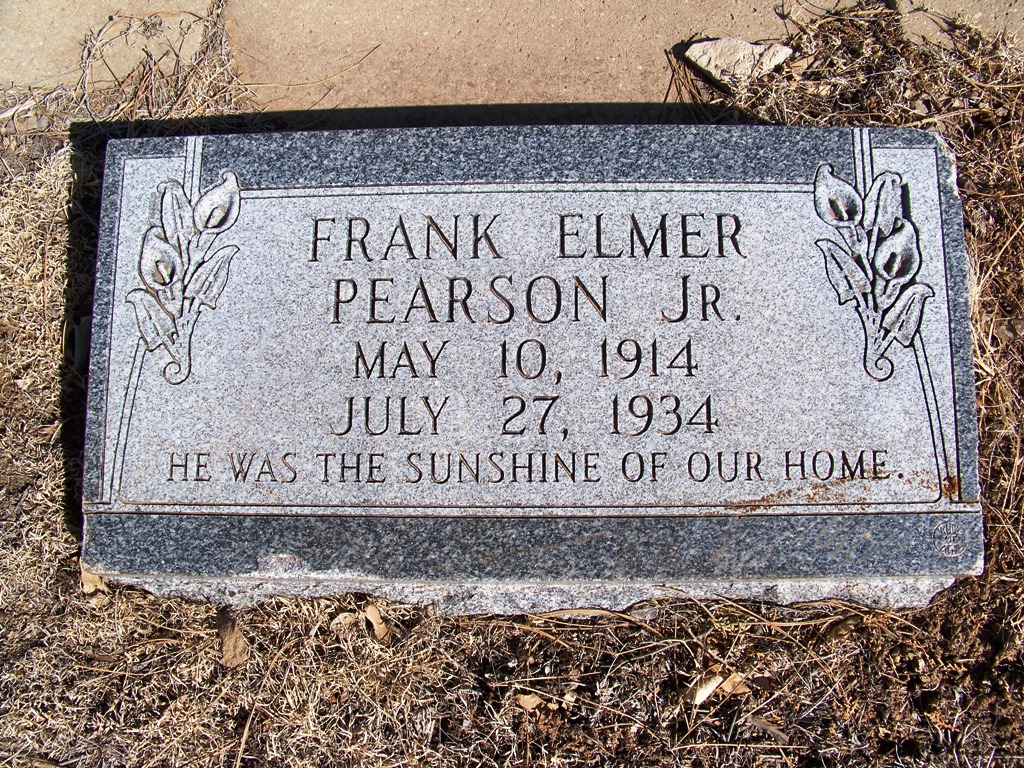 FRANK ELMER
PEARSON JR.
MAY 10, 1914
JULY 27, 1934
HE WAS THE SUNSHINE OF OUR HOME.